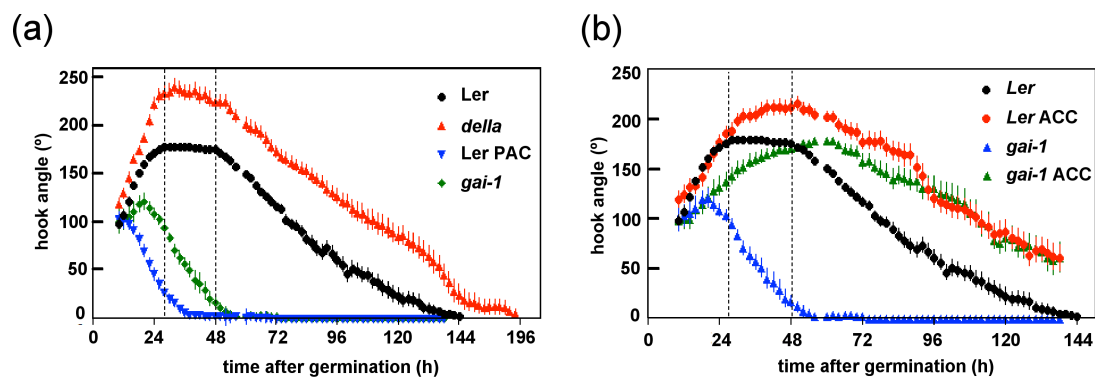 (a)
250
200
150
100
50
0
hook angle (º)
0 24 48 72 96 120 144 196
time after germination (h)
Ler
della
Ler PAC
gai-1
(b)
250
200
150
100
50
0
hook angle (º)
0 24 48 72 96 120 144
time after germination (h)
Ler
Ler ACC
gai-1
gai-1 ACC